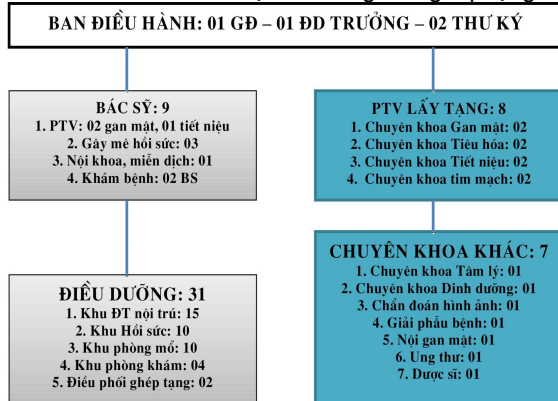 BAN ĐIỀU HÀNH: 01 GĐ – 01 ĐD TRƯỞNG – 02 THƯ KÝ
BÁC SỸ: 9
1. PTV: 02 gan mật, 01 tiết niệu
2. Gây mê hồi sức: 03
3. Nội khoa, miễn dịch: 01
4. Khám bệnh: 02 BS
PTV LẤY TẠNG: 8
1. Chuyên khoa Gan mật: 02
2. Chuyên khoa Tiêu hóa: 02
3. Chuyên khoa Tiết niệu: 02
4. Chuyên khoa tim mạch: 02
ĐIỀU DƯỠNG: 31
1. Khu ĐT nội trú: 15
2. Khu Hồi sức: 10
3. Khu phòng mổ: 10
4. Khu phòng khám: 04
5. Điều phối ghép tạng: 02
CHUYÊN KHOA KHÁC: 7
1. Chuyên khoa Tâm lý: 01
2. Chuyên khoa Dinh dưỡng: 01
3. Chẩn đoán hình ảnh: 01
4. Giải phẫu bệnh: 01
5. Nội gan mật: 01
6. Ung thư: 01
7. Dược sĩ: 01